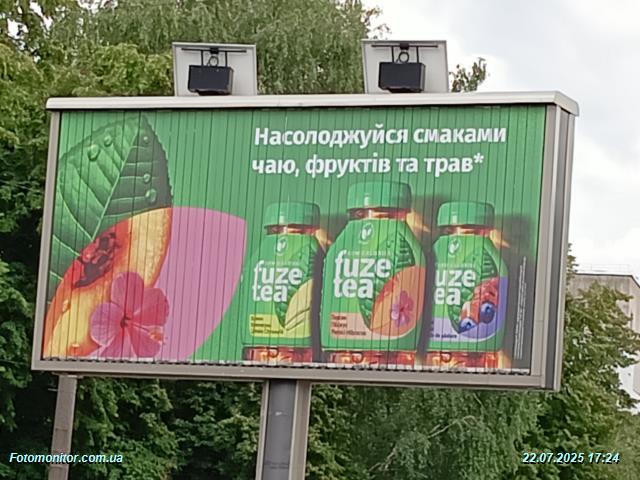 Насолоджуйся смаками
чаю, фруктів та трав*
fuze
tea
fuze
tea
uze
tea
Fotomonitor.com.ua
22.07.2025 17:24